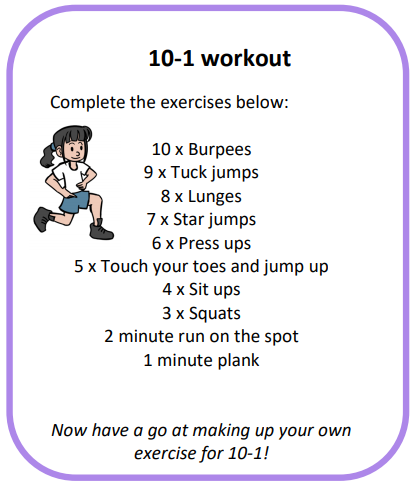 10-1 workout
Complete the exercises below:
10 x Burpees
9 x Tuck jumps
8 x Lunges
7 x Star jumps
6 x Press ups
5 x Touch your toes and jump up
4 x Sit ups
3 x Squats
2 minute run on the spot
1 minute plank
Now have a go at making up your own
exercise for 10-1!